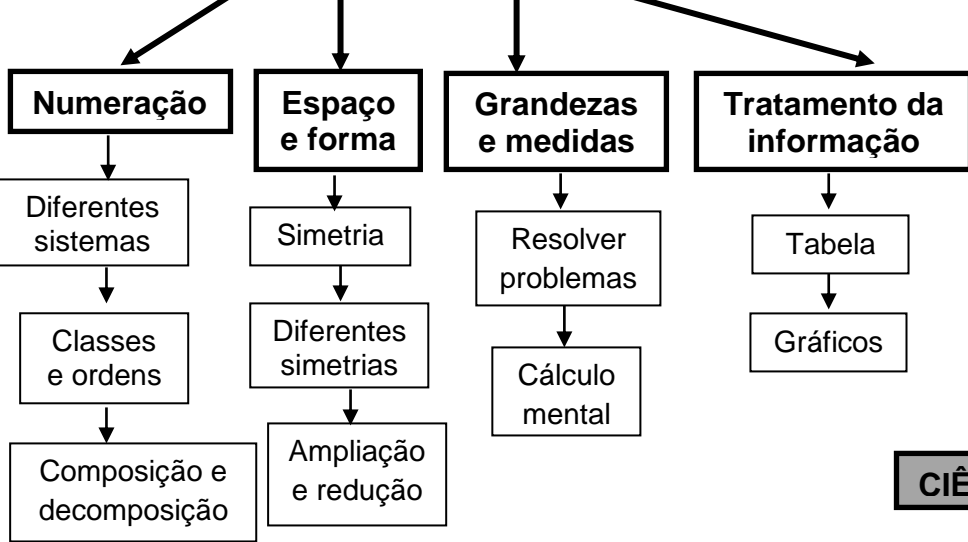 Numeração
Diferentes
sistemas
Classes
e ordens
Composição e
decomposição
Espaço
e forma
Simetria
Diferentes
simetrias
Ampliação
e redução
Grandezas
e medidas
Resolver
problemas
Cálculo
mental
Tratamento da
informação
Tabela
Gráficos
CIÊ